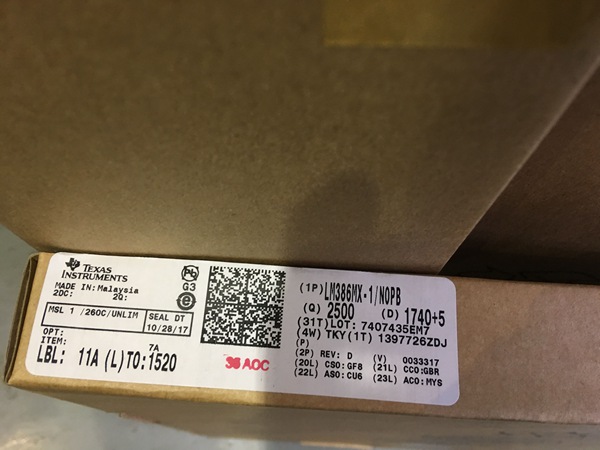 TEXAS INSTRUMENTS
MADE IN: Malaysia
2DC: 2Q:
MSL 1 /260C/UNLIM
SEAL DT
10/28/17
OPT:
ITEM:
LBL: 11A (L)TO:1520
7A
Pb
G3
e
36 AOC
(1P)LM386MX-1/NOPB
(Q) 2500 (D) 1740+5
(31T)LOT: 7407435EM7
(4W) TKY(1T) 1397726ZDJ
(P)
(2P) REV: D (V) 0033317
(20L) CSO:GF8 (21L) CCO:GBR
(22L) ASO:CU6 (23L) ACO:MYS